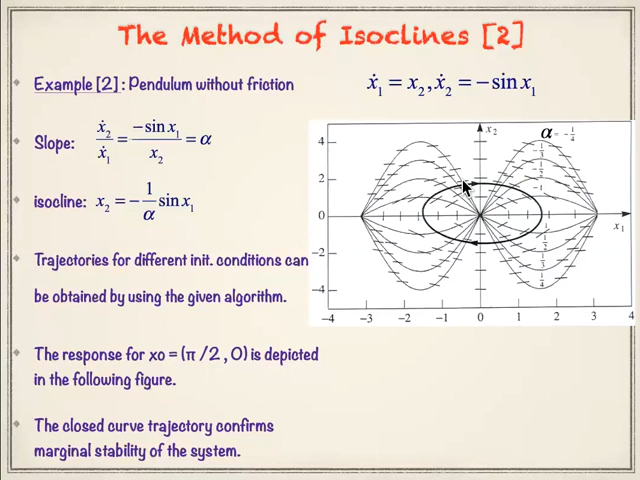 The Method of Isoclines [2]
Example [2] : Pendulum without friction
ẋ₁ = x₂, ẋ₂ = −sin x₁
Slope: ẋ₂/ẋ₁ = −sin x₁/x₂ = α
isocline: x₂ = −1/α sin x₁
Trajectories for different init. conditions can
be obtained by using the given algorithm.
The response for xo = (π /2 , 0) is depicted
in the following figure.
The closed curve trajectory confirms
marginal stability of the system.
x₂
α = −1/4
−1/3
−1/2
−1
4
2
0
−2
−4
x₁
1
1/2
1/3
1/4
−4 −3 −2 −1 0 1 2 3 4